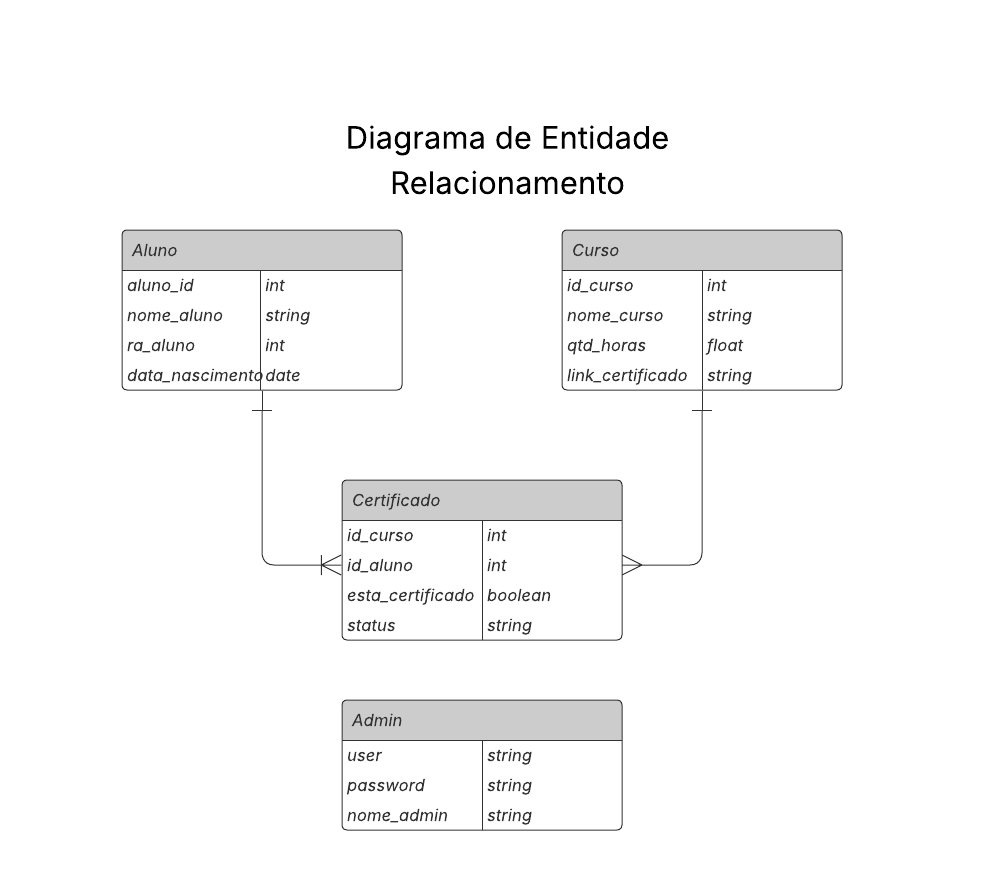 Diagrama de Entidade
Relacionamento
Aluno
aluno_id int
nome_aluno string
ra_aluno int
data_nascimento date
Curso
id_curso int
nome_curso string
qtd_horas float
link_certificado string
Certificado
id_curso int
id_aluno int
esta_certificado boolean
status string
Admin
user string
password string
nome_admin string